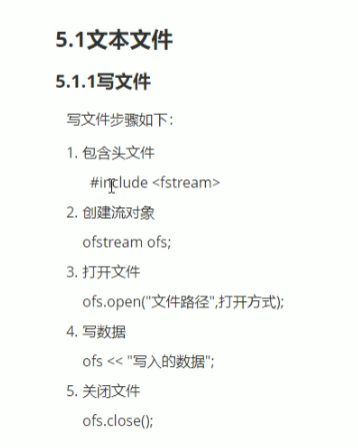 5.1文本文件
5.1.1写文件
写文件步骤如下：
1. 包含头文件
#include <fstream>
2. 创建流对象
ofstream ofs;
3. 打开文件
ofs.open("文件路径",打开方式);
4. 写数据
ofs << "写入的数据";
5. 关闭文件
ofs.close();